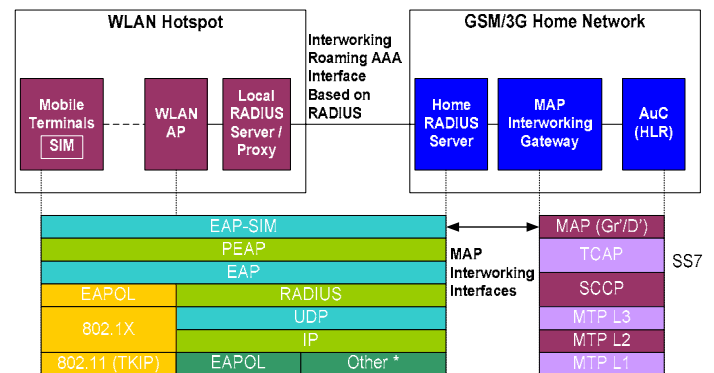 WLAN Hotspot
GSM/3G Home Network
Interworking
Roaming AAA
Interface
Based on
RADIUS
Mobile
Terminals
SIM
WLAN
AP
Local
RADIUS
Server /
Proxy
Home
RADIUS
Server
MAP
Interworking
Gateway
AuC
(HLR)
EAP-SIM
PEAP
EAP
EAPOL
RADIUS
802.1X
UDP
IP
802.11 (TKIP)
EAPOL
Other *
MAP
Interworking
Interfaces
MAP (Gr'/D')
TCAP
SCCP
MTP L3
MTP L2
MTP L1
SS7